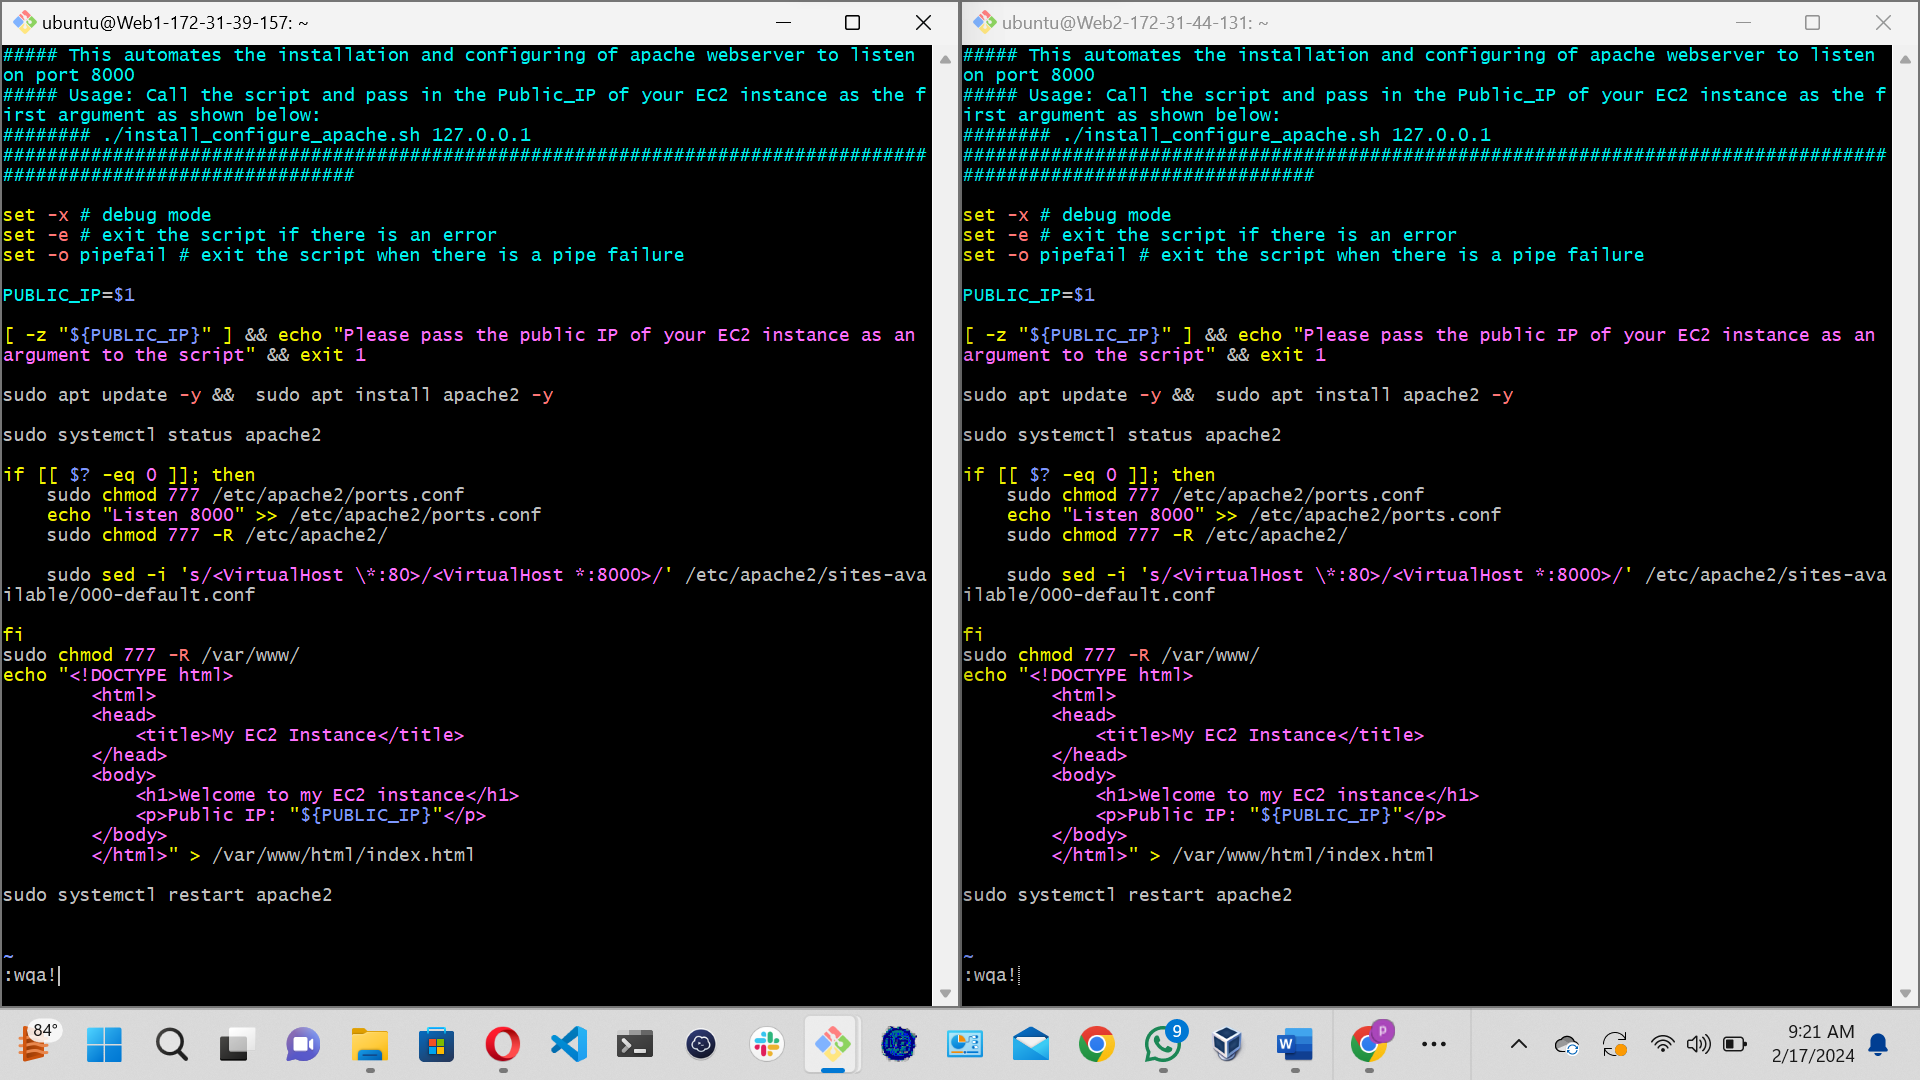 ubuntu@Web1-172-31-39-157: ~
##### This automates the installation and configuring of apache webserver to listen
on port 8000
##### Usage: Call the script and pass in the Public_IP of your EC2 instance as the f
irst argument as shown below:
######## ./install_configure_apache.sh 127.0.0.1
####################################################################################
################################
set -x # debug mode
set -e # exit the script if there is an error
set -o pipefail # exit the script when there is a pipe failure
PUBLIC_IP=$1
[ -z "${PUBLIC_IP}" ] && echo "Please pass the public IP of your EC2 instance as an
argument to the script" && exit 1
sudo apt update -y &&  sudo apt install apache2 -y
sudo systemctl status apache2
if [[ $? -eq 0 ]]; then
    sudo chmod 777 /etc/apache2/ports.conf
    echo "Listen 8000" >> /etc/apache2/ports.conf
    sudo chmod 777 -R /etc/apache2/
    sudo sed -i 's/<VirtualHost \*:80>/<VirtualHost *:8000>/' /etc/apache2/sites-ava
ilable/000-default.conf
fi
sudo chmod 777 -R /var/www/
echo "<!DOCTYPE html>
        <html>
        <head>
            <title>My EC2 Instance</title>
        </head>
        <body>
            <h1>Welcome to my EC2 instance</h1>
            <p>Public IP: "${PUBLIC_IP}"</p>
        </body>
        </html>" > /var/www/html/index.html
sudo systemctl restart apache2
~
:wqa!
ubuntu@Web2-172-31-44-131: ~
##### This automates the installation and configuring of apache webserver to listen
on port 8000
##### Usage: Call the script and pass in the Public_IP of your EC2 instance as the f
irst argument as shown below:
######## ./install_configure_apache.sh 127.0.0.1
####################################################################################
################################
set -x # debug mode
set -e # exit the script if there is an error
set -o pipefail # exit the script when there is a pipe failure
PUBLIC_IP=$1
[ -z "${PUBLIC_IP}" ] && echo "Please pass the public IP of your EC2 instance as an
argument to the script" && exit 1
sudo apt update -y &&  sudo apt install apache2 -y
sudo systemctl status apache2
if [[ $? -eq 0 ]]; then
    sudo chmod 777 /etc/apache2/ports.conf
    echo "Listen 8000" >> /etc/apache2/ports.conf
    sudo chmod 777 -R /etc/apache2/
    sudo sed -i 's/<VirtualHost \*:80>/<VirtualHost *:8000>/' /etc/apache2/sites-ava
ilable/000-default.conf
fi
sudo chmod 777 -R /var/www/
echo "<!DOCTYPE html>
        <html>
        <head>
            <title>My EC2 Instance</title>
        </head>
        <body>
            <h1>Welcome to my EC2 instance</h1>
            <p>Public IP: "${PUBLIC_IP}"</p>
        </body>
        </html>" > /var/www/html/index.html
sudo systemctl restart apache2
~
:wqa!
84°
9
W
P
9:21 AM
2/17/2024